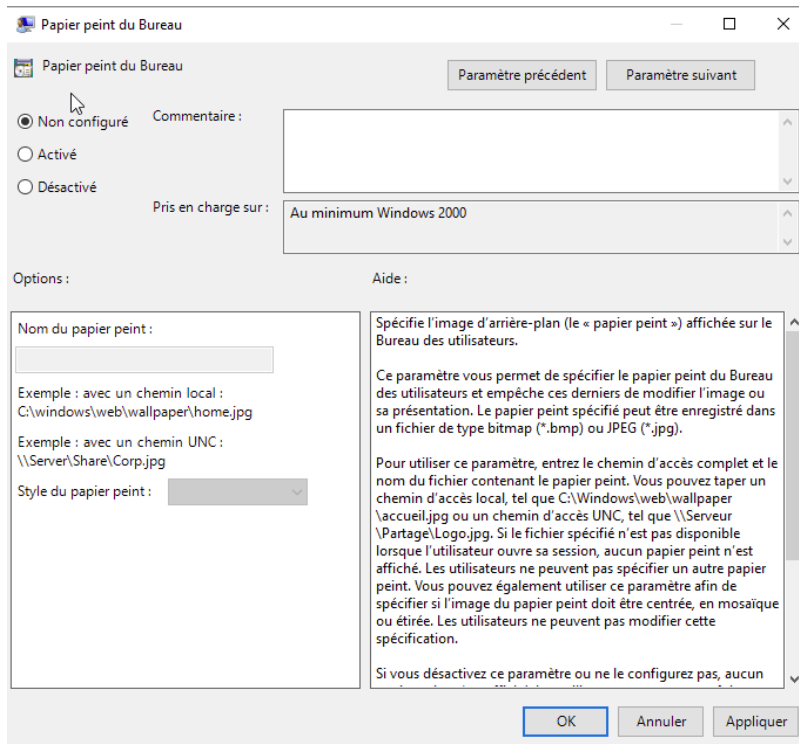 Papier peint du Bureau
Papier peint du Bureau
Paramètre précédent
Paramètre suivant
Non configuré
Commentaire :
Activé
Désactivé
Pris en charge sur :
Au minimum Windows 2000
Options :
Aide :
Nom du papier peint :
Exemple : avec un chemin local :
C:\windows\web\wallpaper\home.jpg
Exemple : avec un chemin UNC :
\\Server\Share\Corp.jpg
Style du papier peint :
Spécifie l'image d'arrière-plan (le « papier peint ») affichée sur le
Bureau des utilisateurs.
Ce paramètre vous permet de spécifier le papier peint du Bureau
des utilisateurs et empêche ces derniers de modifier l'image ou
sa présentation. Le papier peint spécifié peut être enregistré dans
un fichier de type bitmap (*.bmp) ou JPEG (*.jpg).
Pour utiliser ce paramètre, entrez le chemin d'accès complet et le
nom du fichier contenant le papier peint. Vous pouvez taper un
chemin d'accès local, tel que C:\Windows\web\wallpaper
\accueil.jpg ou un chemin d'accès UNC, tel que \\Serveur
\Partage\Logo.jpg. Si le fichier spécifié n'est pas disponible
lorsque l'utilisateur ouvre sa session, aucun papier peint n'est
affiché. Les utilisateurs ne peuvent pas spécifier un autre papier
peint. Vous pouvez également utiliser ce paramètre afin de
spécifier si l'image du papier peint doit être centrée, en mosaïque
ou étirée. Les utilisateurs ne peuvent pas modifier cette
spécification.
Si vous désactivez ce paramètre ou ne le configurez pas, aucun
OK
Annuler
Appliquer